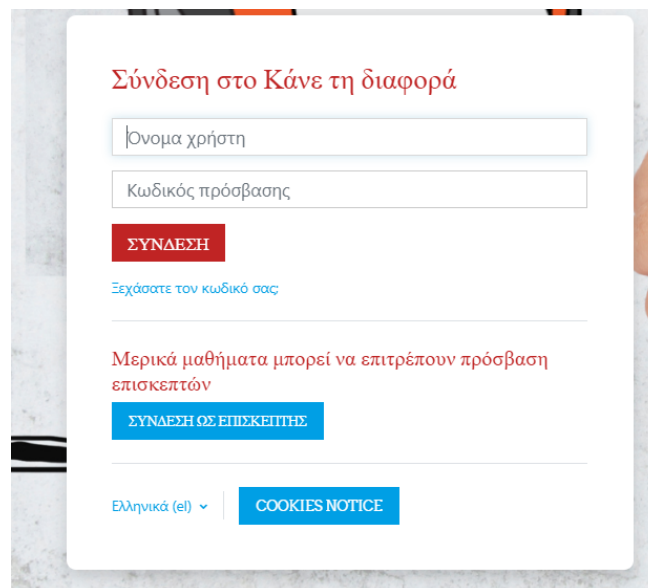 Σύνδεση στο Κάνε τη διαφορά
Όνομα χρήστη
Κωδικός πρόσβασης
ΣΥΝΔΕΣΗ
Ξεχάσατε τον κωδικό σας;
Μερικά μαθήματα μπορεί να επιτρέπουν πρόσβαση
επισκεπτών
ΣΥΝΔΕΣΗ ΩΣ ΕΠΙΣΚΕΠΤΗΣ
Ελληνικά (el)
COOKIES NOTICE